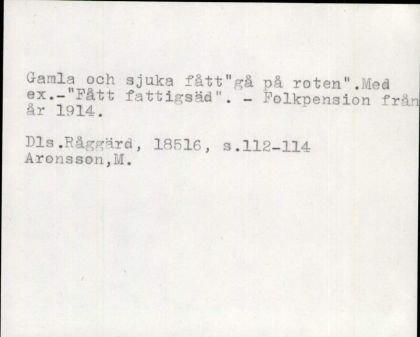 Gamla och sjuka fått"gå på roten".Med
ex.-"Fått fattigsäd". - Folkpension från
år 1914.
Dls.Råggärd, 18516, s.112-114
Aronsson,M.